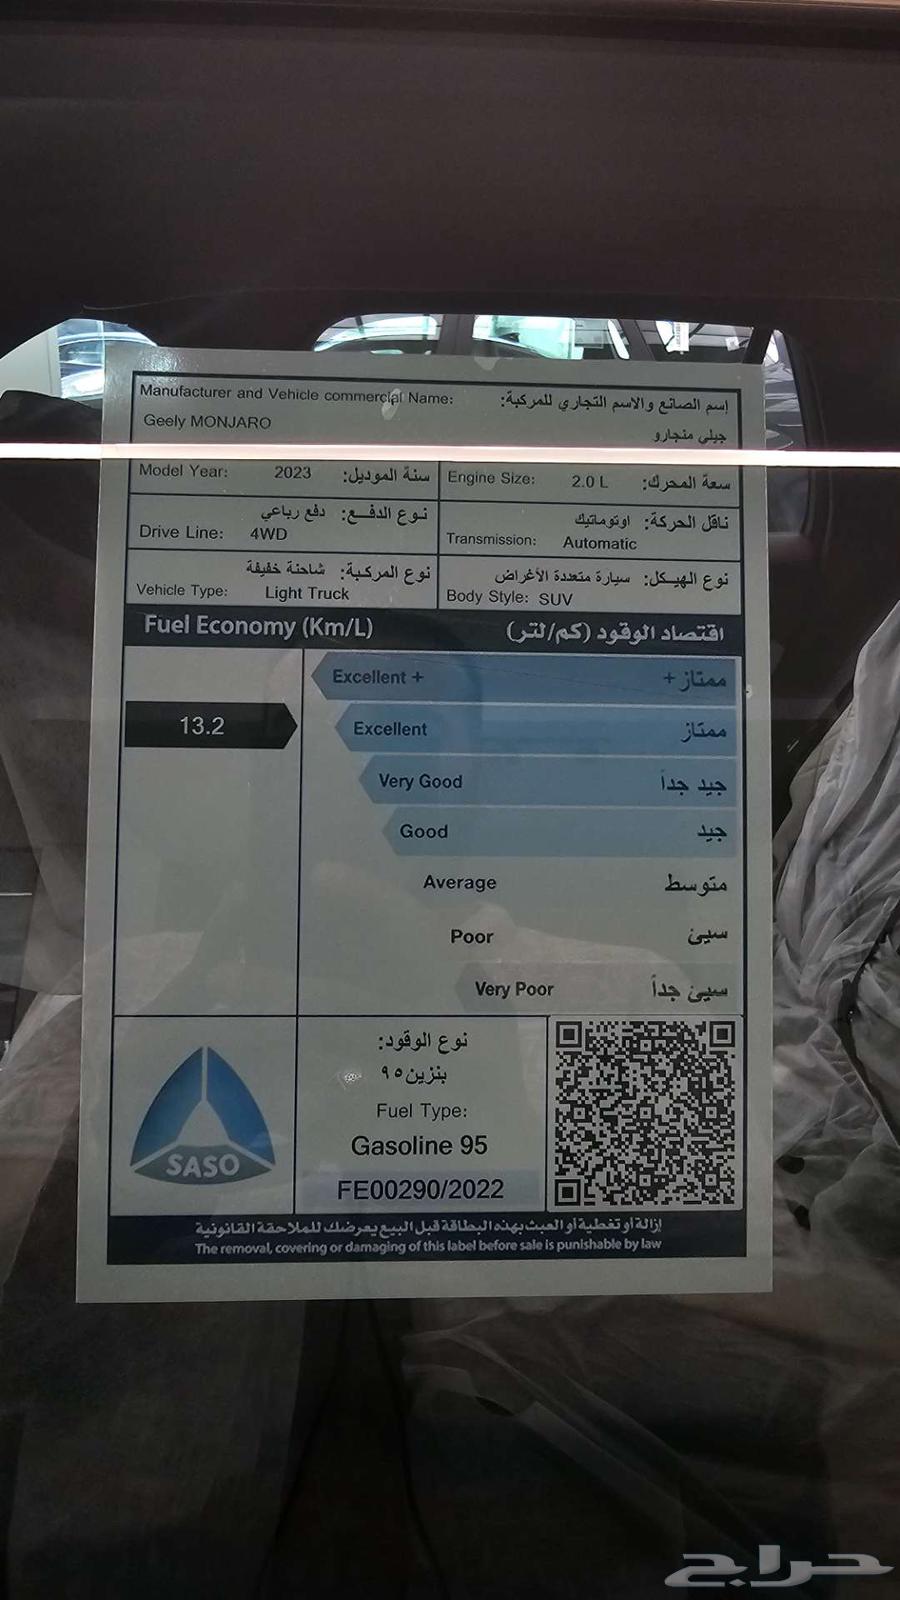 Manufacturer and Vehicle commercial Name: إسم الصانع والاسم التجاري للمركبة:
Geely MONJARO جيلي منجارو
Model Year: 2023 سنة الموديل:
Engine Size: 2.0 L سعة المحرك:
نوع الدفـــع: دفع رباعي
Drive Line: 4WD
ناقل الحركة: اوتوماتيك
Transmission: Automatic
نوع المركبة: شاحنة خفيفة
Vehicle Type: Light Truck
نوع الهيـكل: سيارة متعددة الأغراض
Body Style: SUV
Fuel Economy (Km/L) اقتصاد الوقود (كم/لتر)
Excellent + ممتاز +
13.2
Excellent ممتاز
Very Good جيد جداً
Good جيد
Average متوسط
Poor سيئ
Very Poor سيئ جداً
نوع الوقود:
بنزين٩٥
Fuel Type:
Gasoline 95
FE00290/2022
SASO
إزالة أو تغطية أو العبث بهذه البطاقة قبل البيع يعرضك للملاحقة القانونية
The removal, covering or damaging of this label before sale is punishable by law
حراج